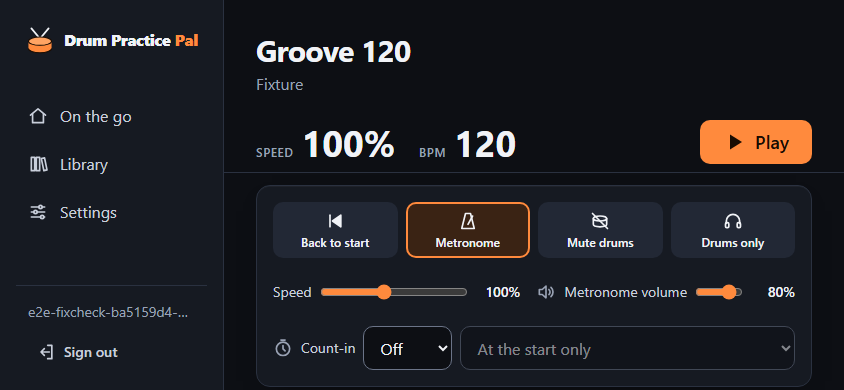 Drum Practice Pal
On the go
Library
Settings
e2e-fixcheck-ba5159d4-...
Sign out
Groove 120
Fixture
SPEED 100% BPM 120
Play
Back to start
Metronome
Mute drums
Drums only
Speed 100% Metronome volume 80%
Count-in Off At the start only